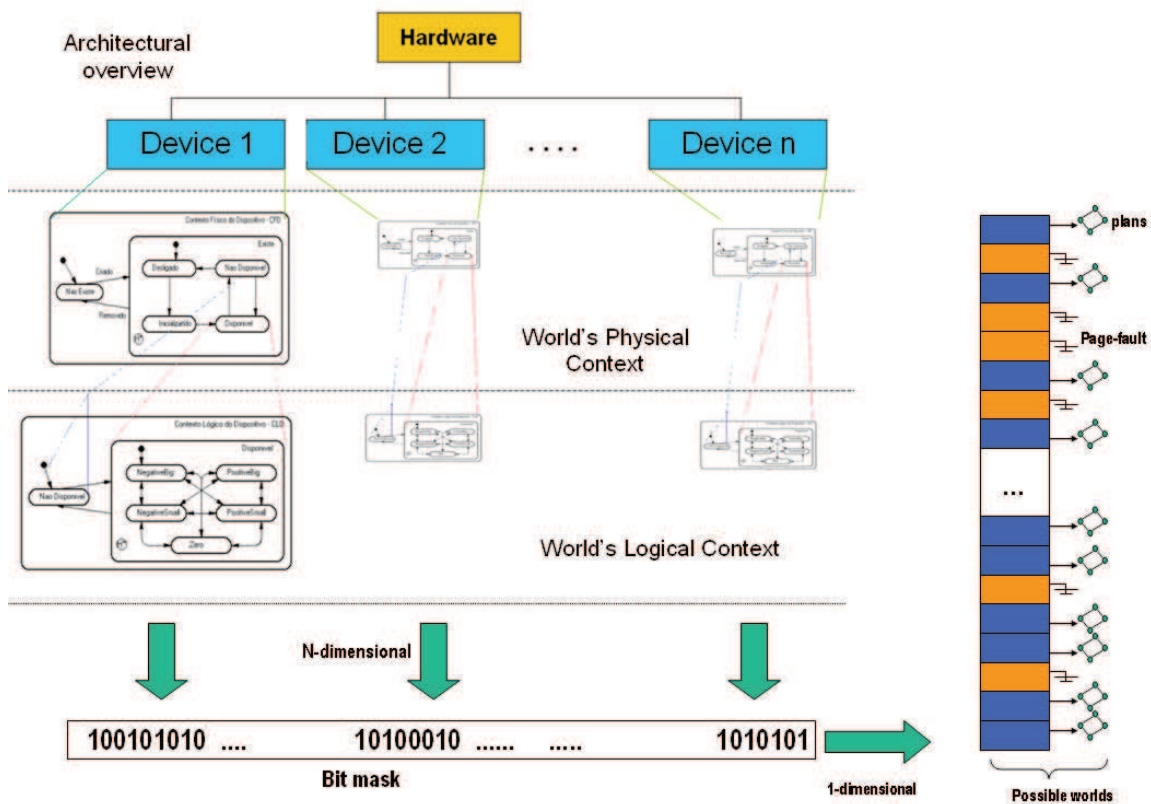 Architectural
overview
Hardware
Device 1
Device 2
....
Device n
Contexto Físico do Dispositivo - CFD
Existe
Desligado
Nao Disponivel
Criado
Nao Existe
Removido
Inicializando
Disponivel
World's Physical
Context
Contexto Lógico do Dispositivo - CLD
Disponivel
NegativeBig
PositiveBig
Nao Disponivel
NegativeSmall
PositiveSmall
Zero
World's Logical Context
N-dimensional
100101010 ....
10100010 ...... .....
1010101
Bit mask
1-dimensional
plans
Page-fault
...
Possible worlds